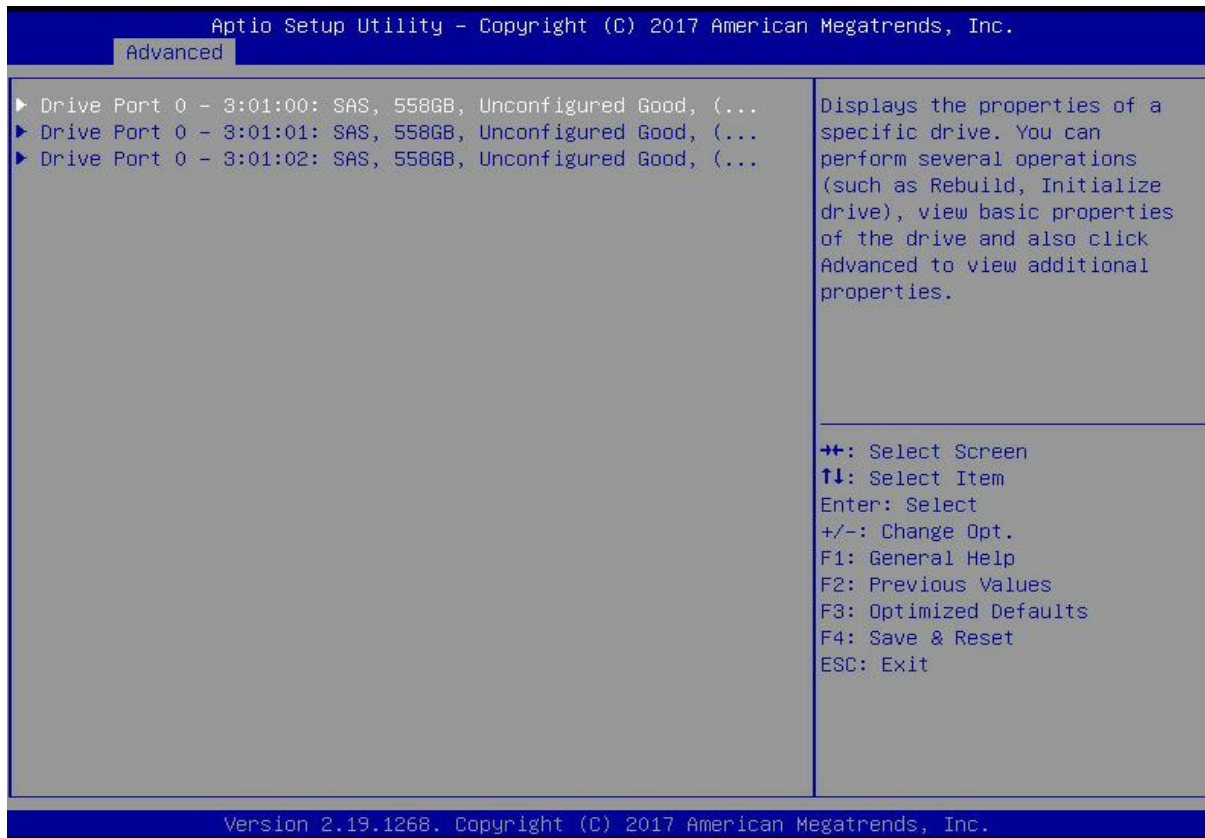 Aptio Setup Utility – Copyright (C) 2017 American Megatrends, Inc.
Advanced
▶ Drive Port 0 – 3:01:00: SAS, 558GB, Unconfigured Good, (...
▶ Drive Port 0 – 3:01:01: SAS, 558GB, Unconfigured Good, (...
▶ Drive Port 0 – 3:01:02: SAS, 558GB, Unconfigured Good, (...
Displays the properties of a
specific drive. You can
perform several operations
(such as Rebuild, Initialize
drive), view basic properties
of the drive and also click
Advanced to view additional
properties.
→←: Select Screen
↑↓: Select Item
Enter: Select
+/-: Change Opt.
F1: General Help
F2: Previous Values
F3: Optimized Defaults
F4: Save & Reset
ESC: Exit
Version 2.19.1268. Copyright (C) 2017 American Megatrends, Inc.